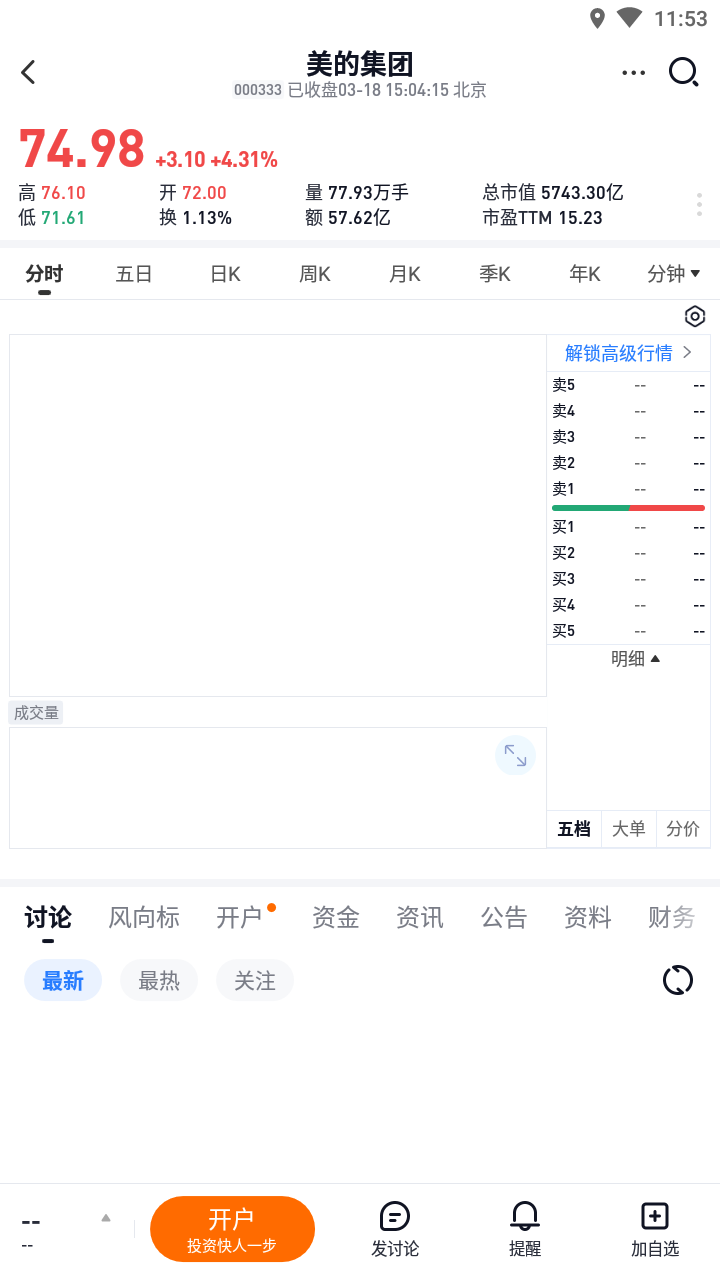 11:53
美的集团
000333 已收盘03-18 15:04:15 北京
74.98 +3.10 +4.31%
高 76.10 开 72.00 量 77.93万手 总市值 5743.30亿
低 71.61 换 1.13% 额 57.62亿 市盈TTM 15.23
分时 五日 日K 周K 月K 季K 年K 分钟
解锁高级行情
卖5 -- --
卖4 -- --
卖3 -- --
卖2 -- --
卖1 -- --
买1 -- --
买2 -- --
买3 -- --
买4 -- --
买5 -- --
明细
成交量
五档 大单 分价
讨论 风向标 开户 资金 资讯 公告 资料 财务
最新 最热 关注
--
--
开户
投资快人一步
发讨论 提醒 加自选